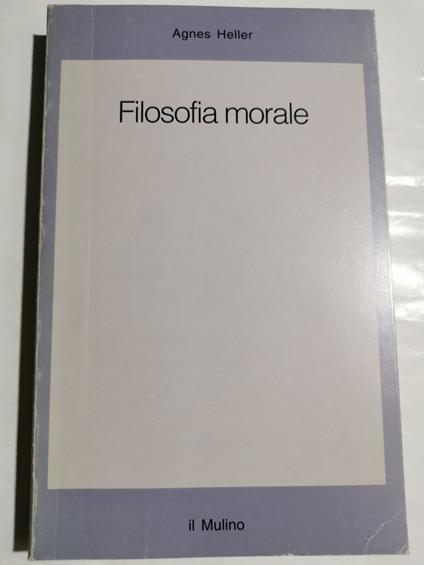 Agnes Heller
Filosofia morale
il Mulino